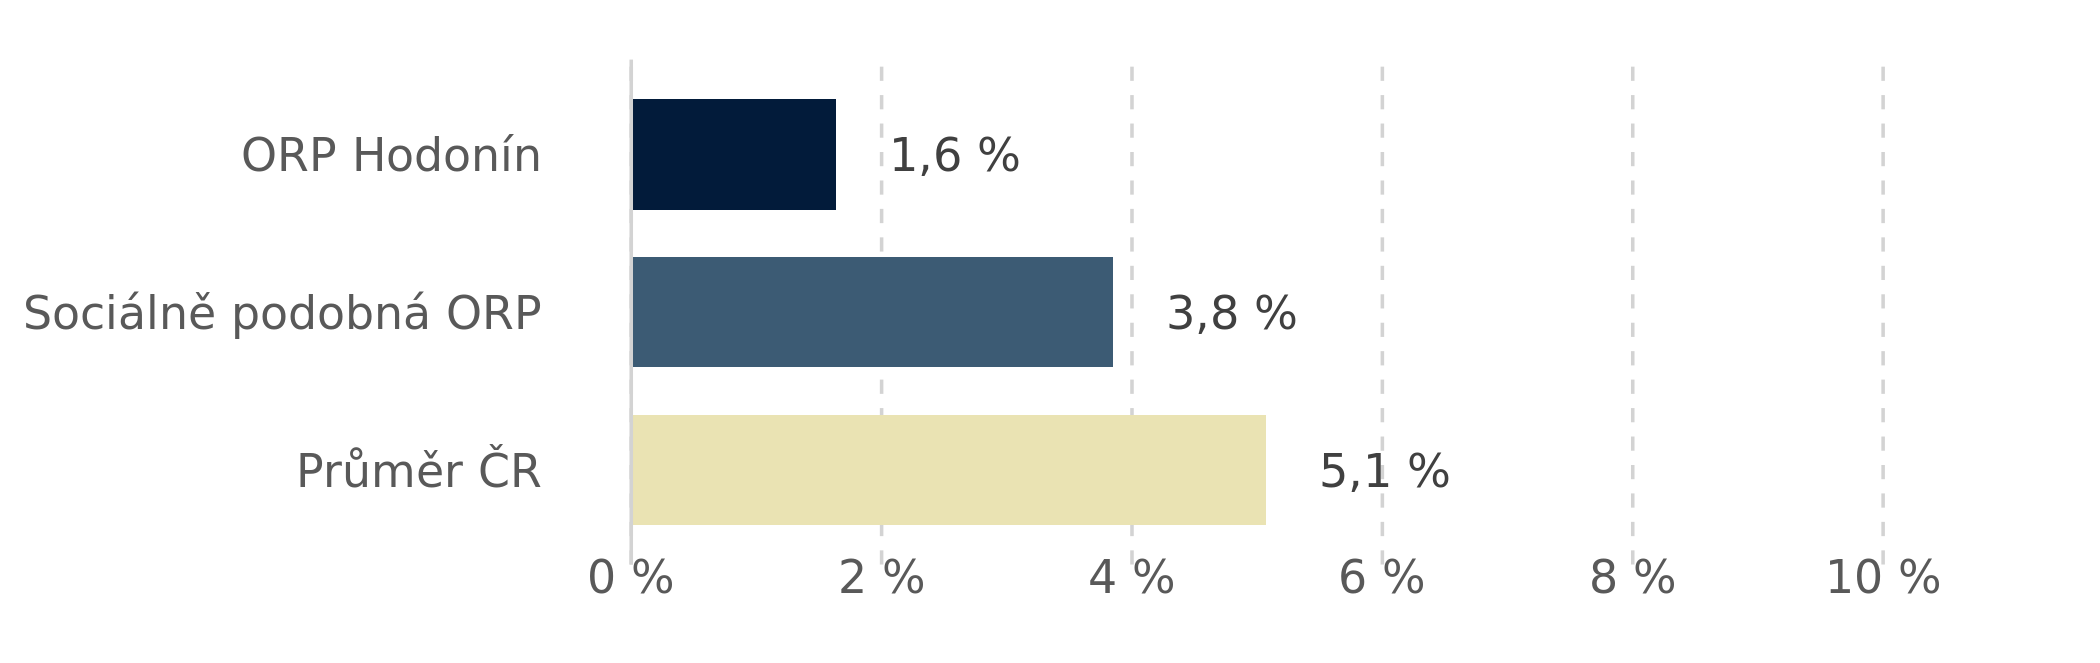 ORP Hodonín
1,6 %
Sociálně podobná ORP
3,8 %
Průměr ČR
5,1 %
0 % 2 % 4 % 6 % 8 % 10 %